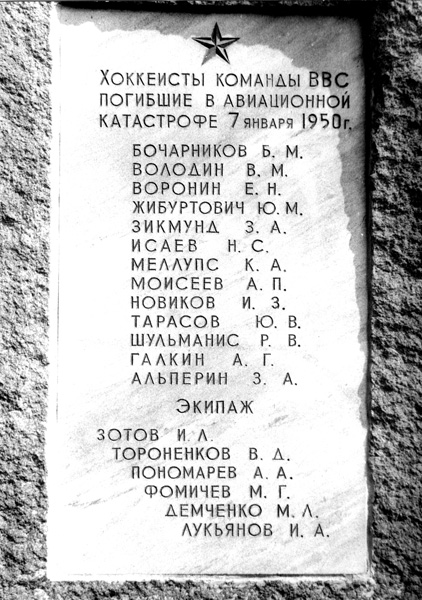 Хоккеисты команды ВВС
погибшие в авиационной
катастрофе 7 января 1950г.
Бочарников Б. М.
Володин В. М.
Воронин Е. Н.
Жибуртович Ю. М.
Зикмунд З. А.
Исаев Н. С.
Меллупс К. А.
Моисеев А. П.
Новиков И. З.
Тарасов Ю. В.
Шульманис Р. В.
Галкин А. Г.
Альперин З. А.
Экипаж
Зотов И. Л.
Тороненков В. Д.
Пономарев А. А.
Фомичев М. Г.
Демченко М. Л.
Лукьянов И. А.